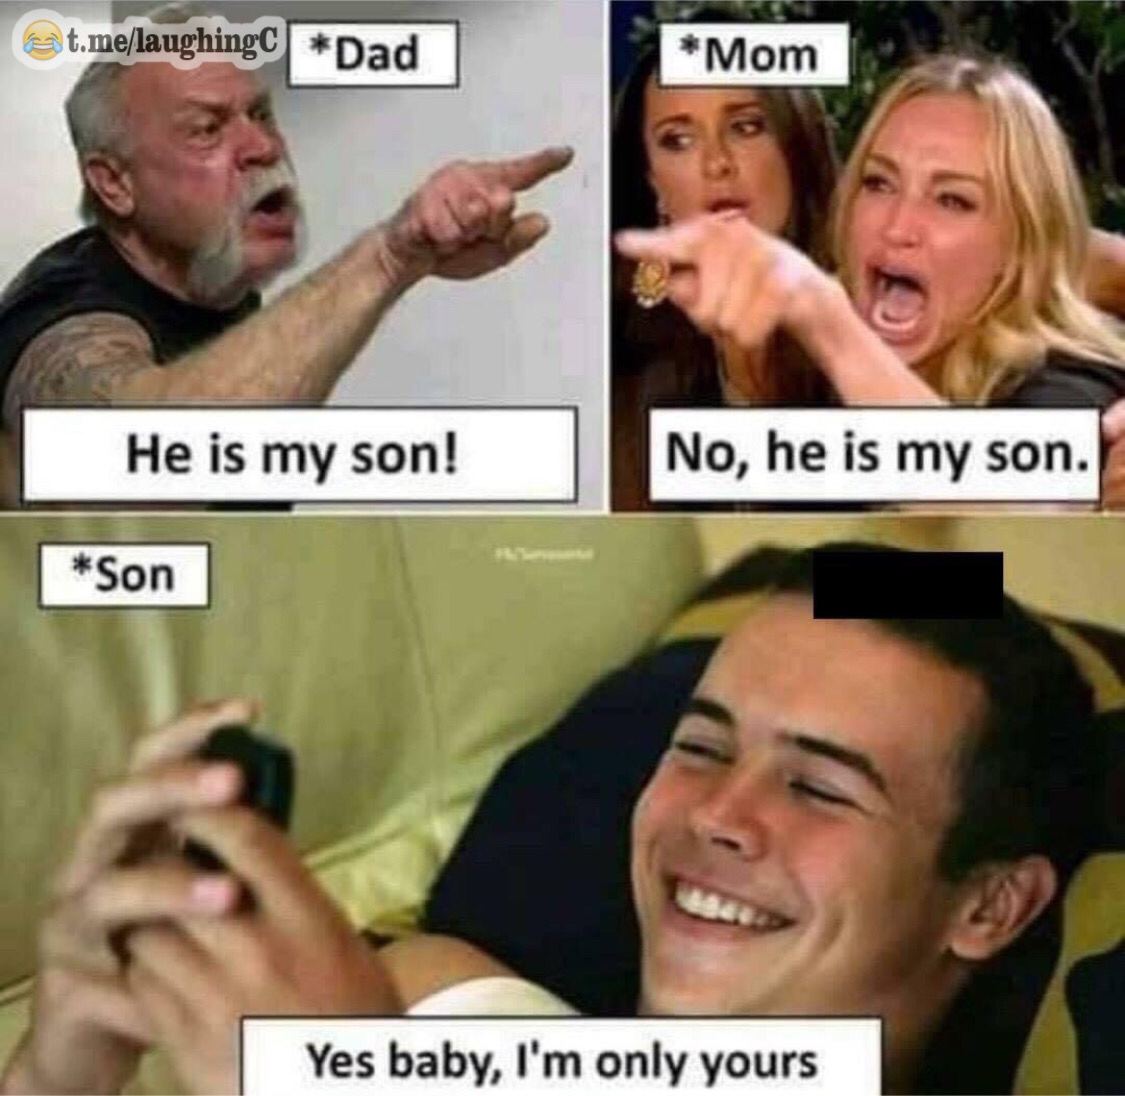 t.me/laughingC
*Dad
*Mom
He is my son!
No, he is my son.
*Son
Yes baby, I'm only yours